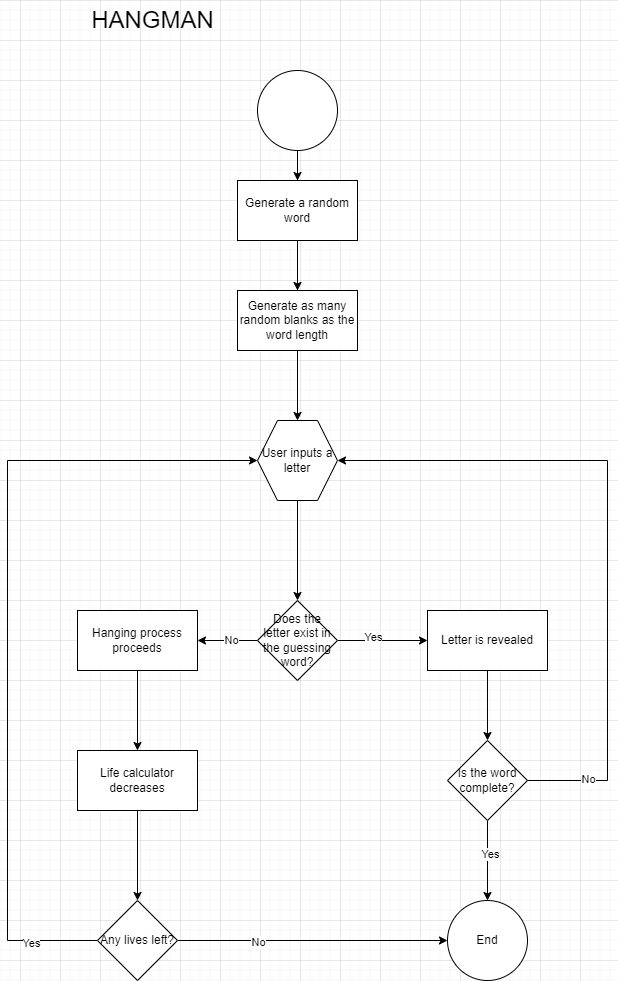 HANGMAN
Generate a random
word
Generate as many
random blanks as the
word length
User inputs a
letter
Does the
letter exist in
the guessing
word?
No
Yes
Hanging process
proceeds
Letter is revealed
Life calculator
decreases
Is the word
complete?
No
Yes
Any lives left?
Yes
No
End